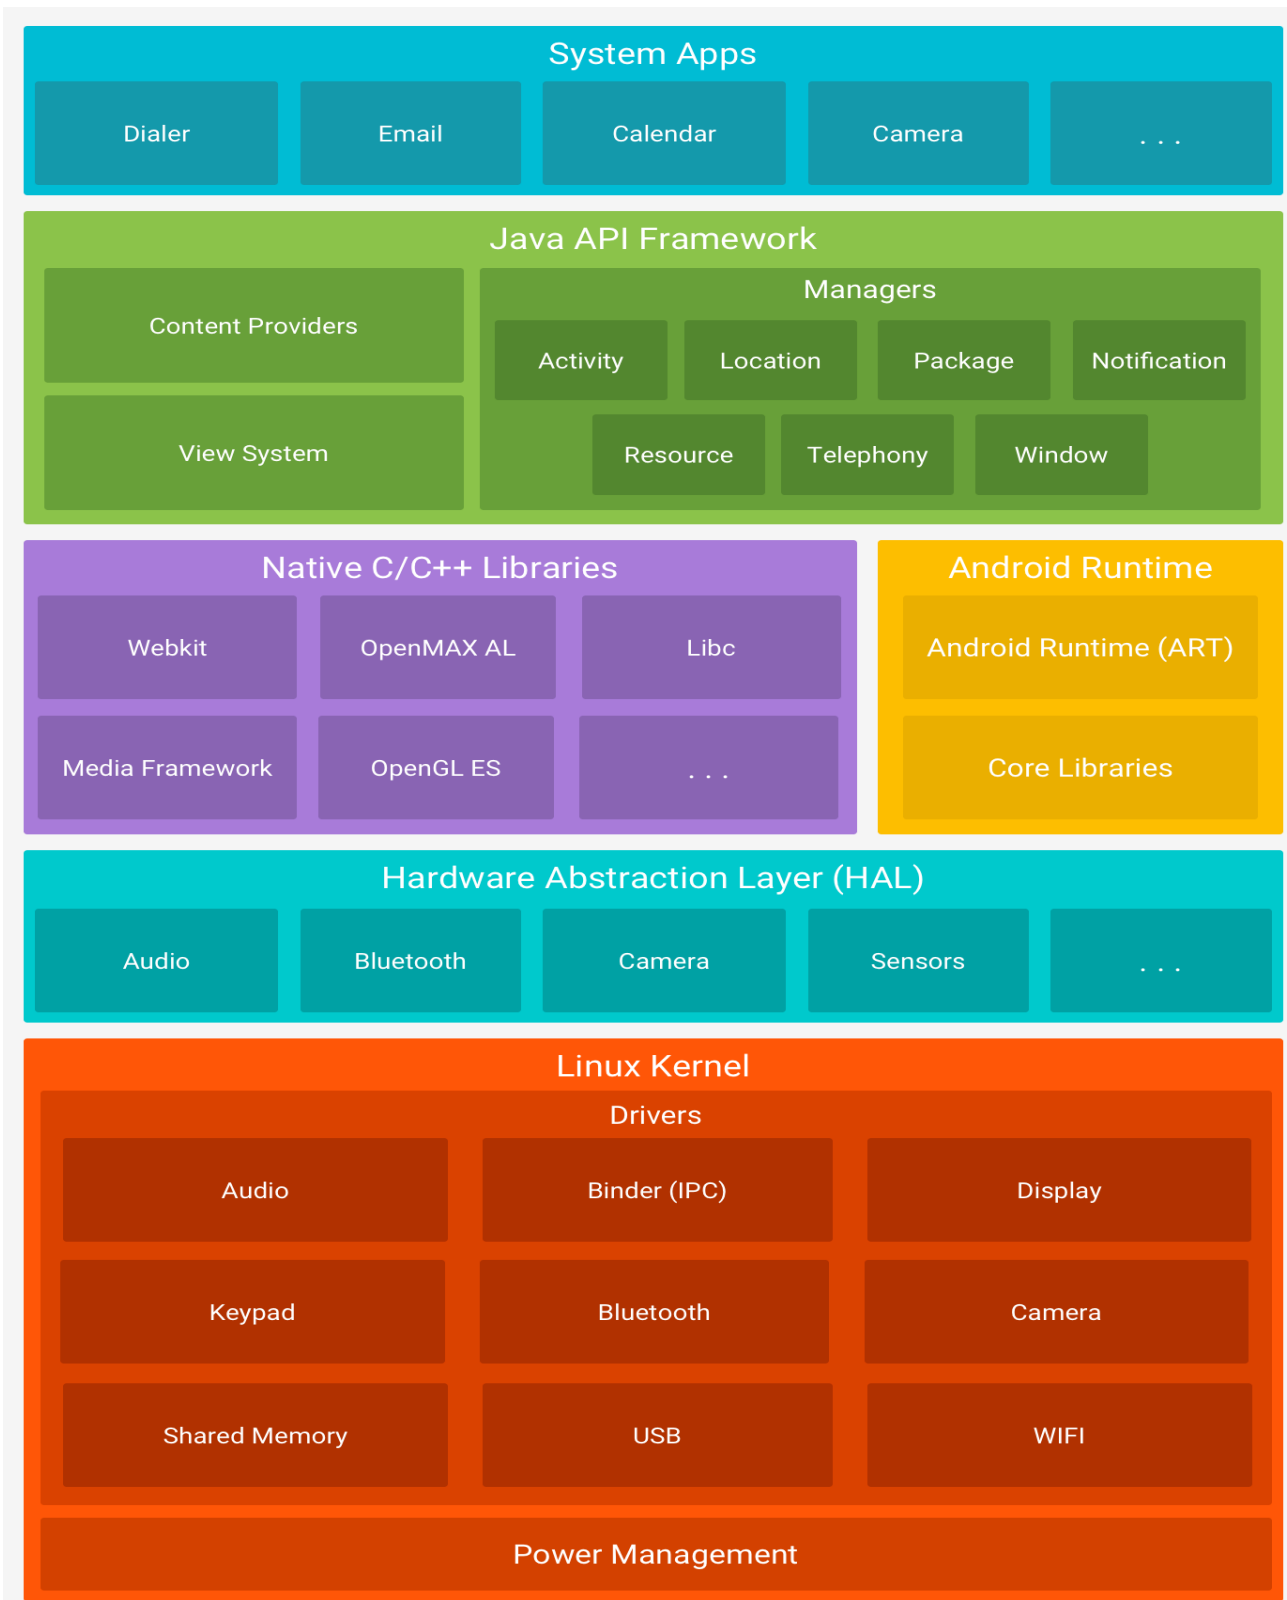 System Apps
Dialer
Email
Calendar
Camera
. . .
Java API Framework
Content Providers
View System
Managers
Activity
Location
Package
Notification
Resource
Telephony
Window
Native C/C++ Libraries
Webkit
OpenMAX AL
Libc
Media Framework
OpenGL ES
. . .
Android Runtime
Android Runtime (ART)
Core Libraries
Hardware Abstraction Layer (HAL)
Audio
Bluetooth
Camera
Sensors
. . .
Linux Kernel
Drivers
Audio
Binder (IPC)
Display
Keypad
Bluetooth
Camera
Shared Memory
USB
WIFI
Power Management